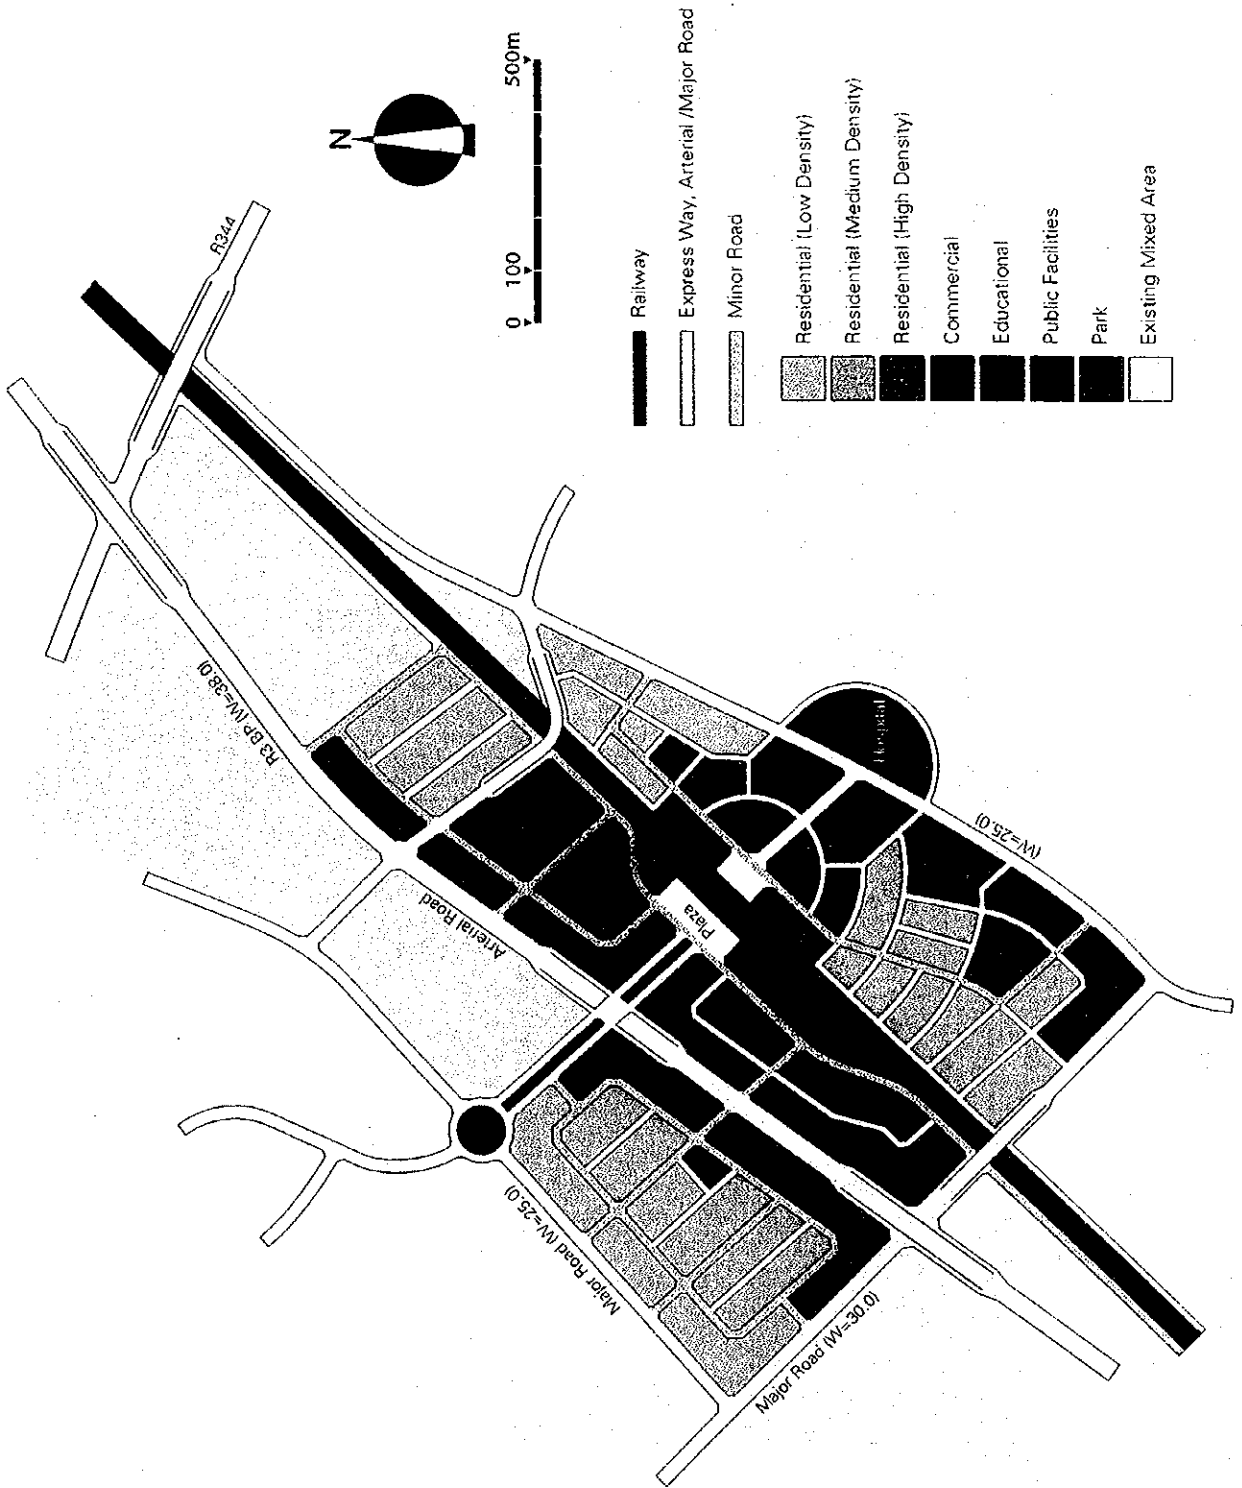 N
0 100 500m
Railway
Express Way, Arterial /Major Road
Minor Road
Residential (Low Density)
Residential (Medium Density)
Residential (High Density)
Commercial
Educational
Public Facilities
Park
Existing Mixed Area
R344
R3 BP (W=38.0)
Arterial Road
Plaza
Hospital
(W=25.0)
Major Road (W=25.0)
Major Road (W=30.0)